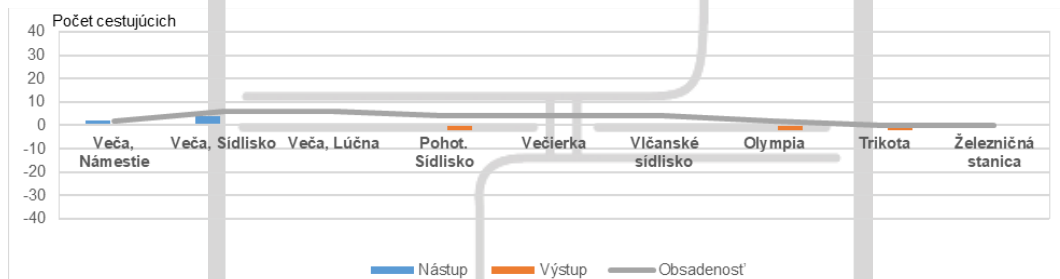 Počet cestujúcich
40
30
20
10
0
-10
-20
-30
-40
Veča,
Námestie
Veča, Sídlisko
Veča, Lúčna
Pohot.
Sídlisko
Večierka
Vlčanské
sídlisko
Olympia
Trikota
Železničná
stanica
Nástup
Výstup
Obsadenosť